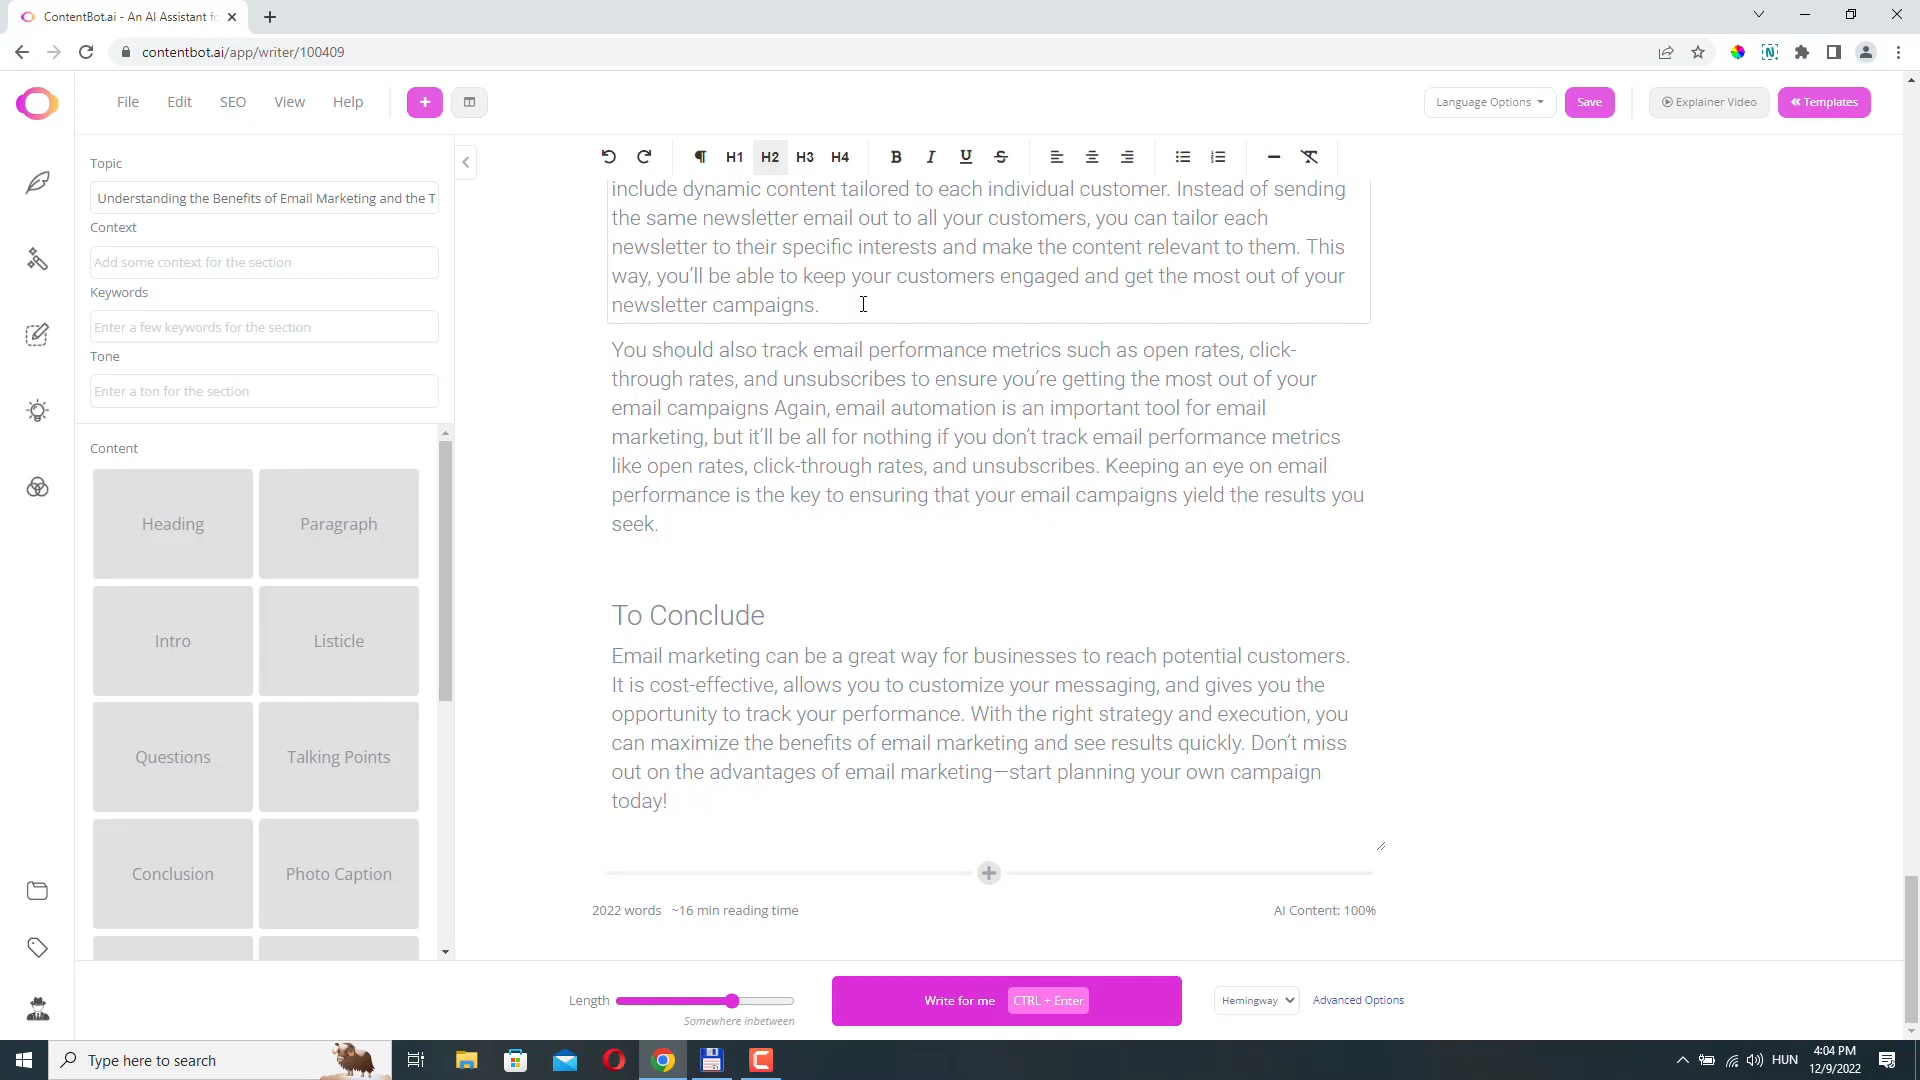 ContentBot.ai - An AI Assistant fo
contentbot.ai/app/writer/100409
File Edit SEO View Help
Language Options Save Explainer Video Templates
Topic
Understanding the Benefits of Email Marketing and the T
Context
Add some context for the section
Keywords
Enter a few keywords for the section
Tone
Enter a ton for the section
Content
Heading Paragraph
Intro Listicle
Questions Talking Points
Conclusion Photo Caption
H1 H2 H3 H4 B I U S
include dynamic content tailored to each individual customer. Instead of sending
the same newsletter email out to all your customers, you can tailor each
newsletter to their specific interests and make the content relevant to them. This
way, you'll be able to keep your customers engaged and get the most out of your
newsletter campaigns.
You should also track email performance metrics such as open rates, click-
through rates, and unsubscribes to ensure you're getting the most out of your
email campaigns Again, email automation is an important tool for email
marketing, but it'll be all for nothing if you don't track email performance metrics
like open rates, click-through rates, and unsubscribes. Keeping an eye on email
performance is the key to ensuring that your email campaigns yield the results you
seek.
To Conclude
Email marketing can be a great way for businesses to reach potential customers.
It is cost-effective, allows you to customize your messaging, and gives you the
opportunity to track your performance. With the right strategy and execution, you
can maximize the benefits of email marketing and see results quickly. Don't miss
out on the advantages of email marketing—start planning your own campaign
today!
2022 words ~16 min reading time AI Content: 100%
Length
Somewhere inbetween
Write for me CTRL + Enter
Hemingway Advanced Options
Type here to search
HUN
4:04 PM
12/9/2022